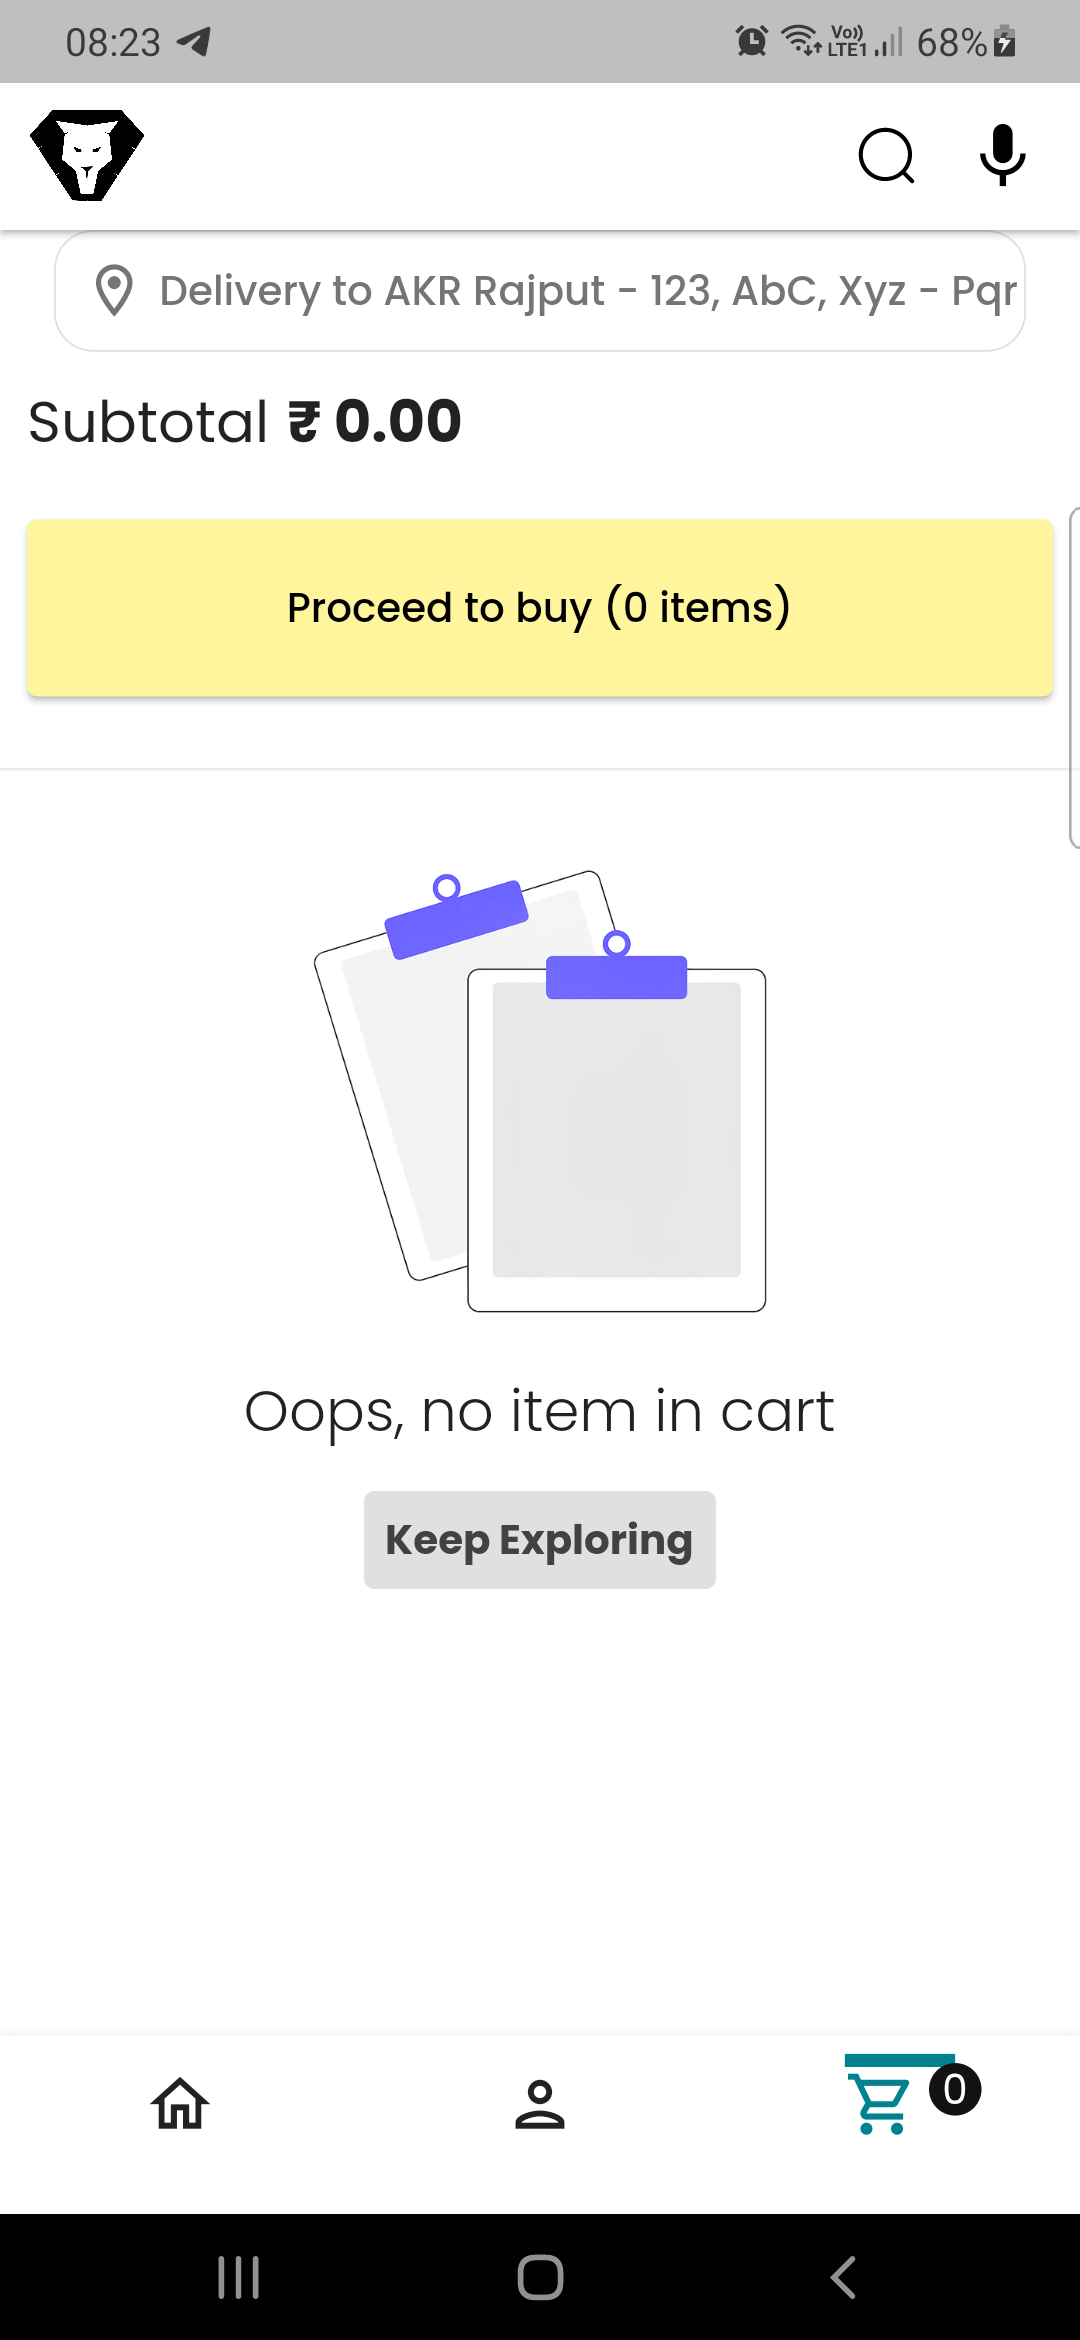 08:23 Vo)) LTE1 68%
Delivery to AKR Rajput - 123, AbC, Xyz - Pqr
Subtotal ₹ 0.00
Proceed to buy (0 items)
Oops, no item in cart
Keep Exploring
0